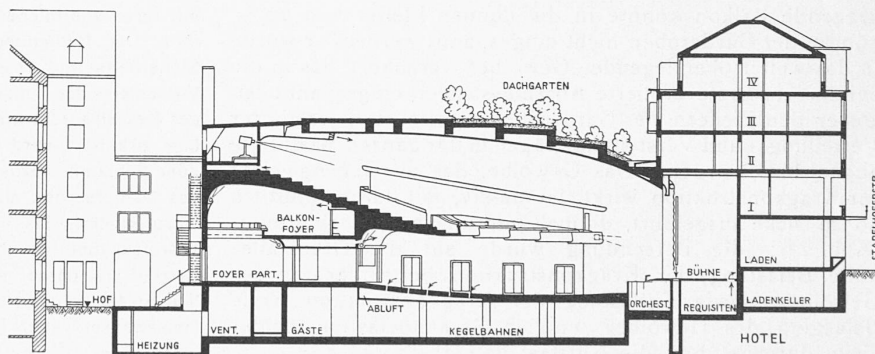 DACHGARTEN
IV
III
II
I
BALKON-
FOYER
STADELHOFERSTR.
FOYER PART.
HOF
ABLUFT
BÜHNE
LADEN
ORCHEST.
REQUISITEN
LADENKELLER
HEIZUNG
VENT.
GÄSTE
KEGELBAHNEN
HOTEL